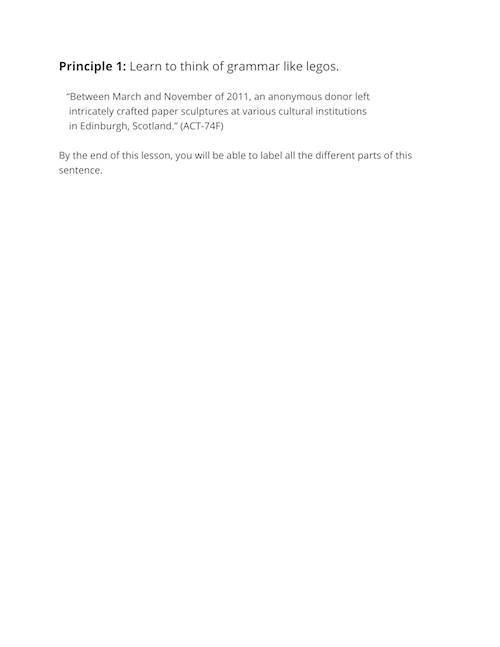 Principle 1: Learn to think of grammar like legos.
“Between March and November of 2011, an anonymous donor left
intricately crafted paper sculptures at various cultural institutions
in Edinburgh, Scotland.” (ACT-74F)
By the end of this lesson, you will be able to label all the different parts of this
sentence.